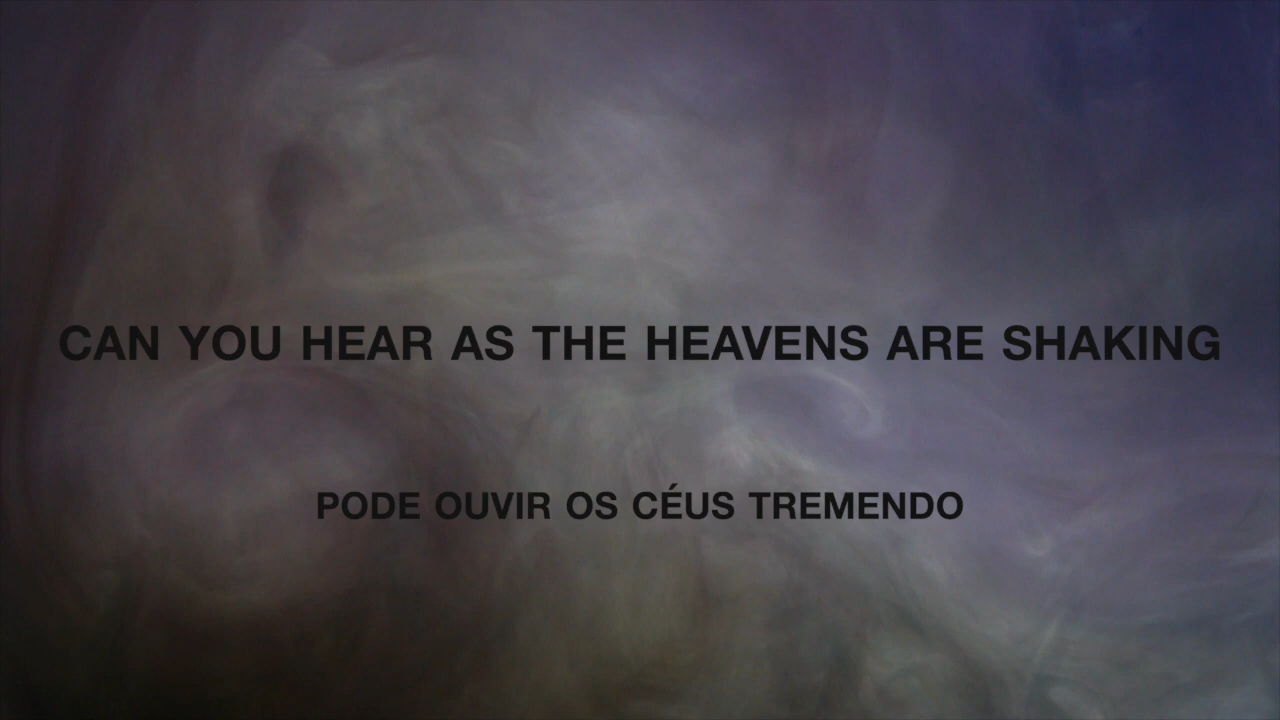 CAN YOU HEAR AS THE HEAVENS ARE SHAKING
PODE OUVIR OS CÉUS TREMENDO